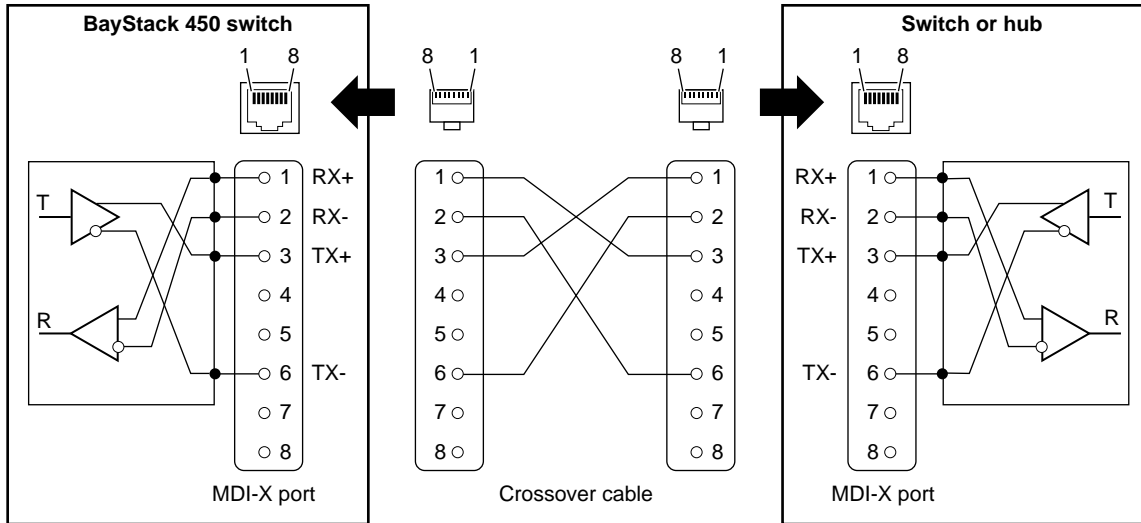 BayStack 450 switch
Switch or hub
1 8
8 1
8 1
1 8
T
R
1 RX+
2 RX-
3 TX+
4
5
6 TX-
7
8
MDI-X port
1
2
3
4
5
6
7
8
1
2
3
4
5
6
7
8
Crossover cable
RX+ 1
RX- 2
TX+ 3
4
5
TX- 6
7
8
T
R
MDI-X port